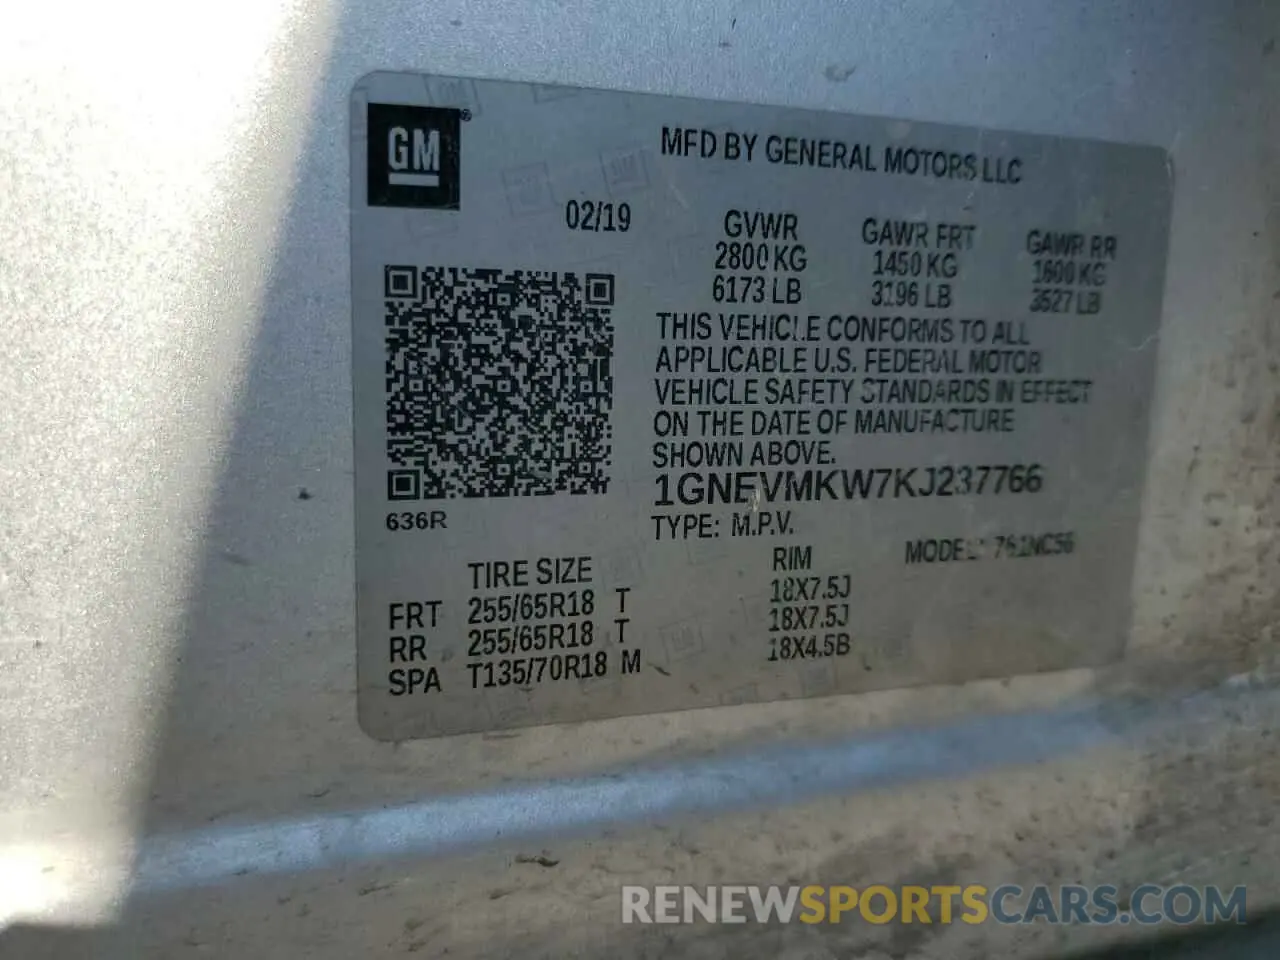 GM®
MFD BY GENERAL MOTORS LLC
02/19
GVWR GAWR FRT GAWR RR
2800 KG 1450 KG 1600 KG
6173 LB 3196 LB 3527 LB
THIS VEHICLE CONFORMS TO ALL
APPLICABLE U.S. FEDERAL MOTOR
VEHICLE SAFETY STANDARDS IN EFFECT
ON THE DATE OF MANUFACTURE
SHOWN ABOVE.
1GNEVMKW7KJ237766
636R
TYPE: M.P.V.
TIRE SIZE RIM MODEL:
FRT 255/65R18 T 18X7.5J
RR 255/65R18 T 18X7.5J
SPA T135/70R18 M 18X4.5B
RENEWSPORTSCARS.COM